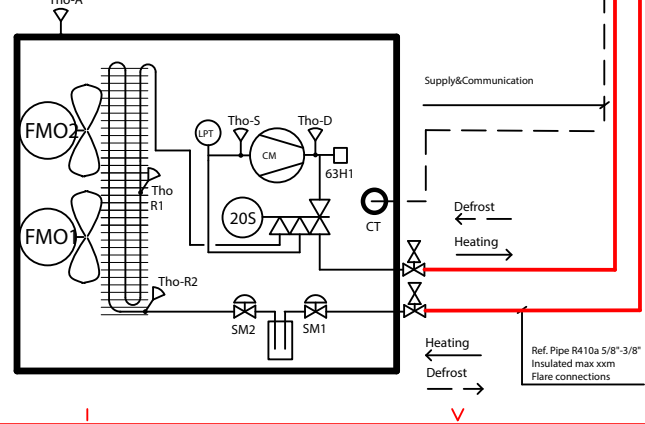 Tho-A
Supply&Communication
FMO2
LPT
Tho-S
Tho-D
CM
63H1
Tho
R1
20S
CT
Defrost
Heating
FMO1
Tho-R2
SM2
SM1
Heating
Defrost
Ref. Pipe R410a 5/8"-3/8"
Insulated max xxm
Flare connections